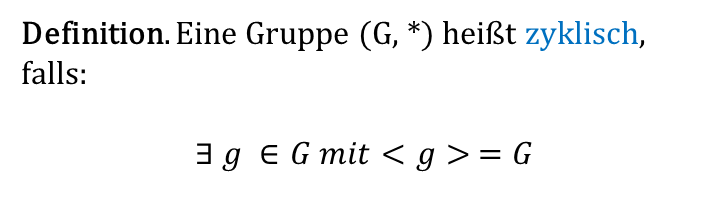 Definition. Eine Gruppe (G, *) heißt zyklisch,
falls:
∃ g ∈ G mit < g > = G